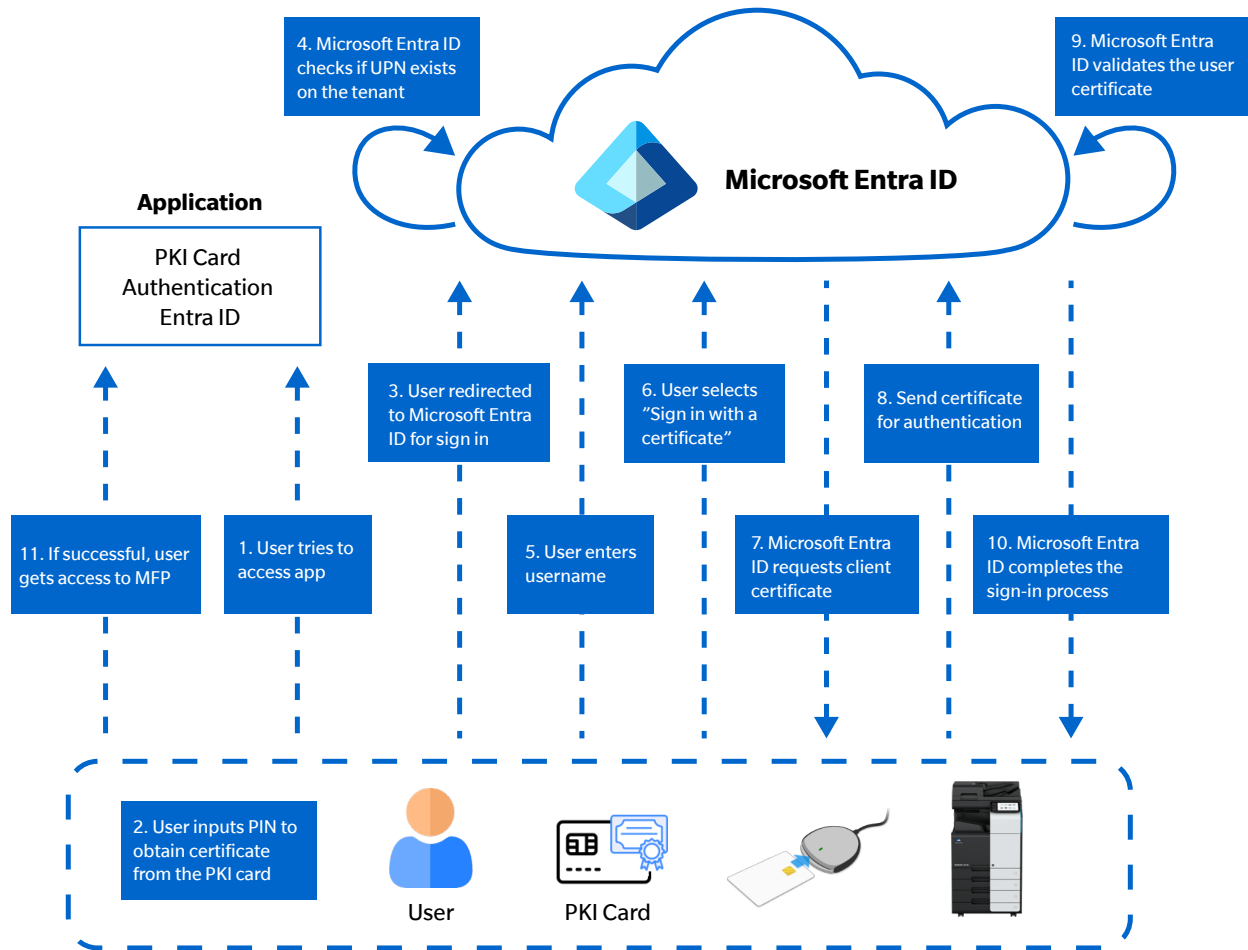 4. Microsoft Entra ID
checks if UPN exists
on the tenant
9. Microsoft Entra
ID validates the user
certificate
Microsoft Entra ID
Application
PKI Card
Authentication
Entra ID
3. User redirected
to Microsoft Entra
ID for sign in
6. User selects
”Sign in with a
certificate”
8. Send certificate
for authentication
11. If successful, user
gets access to MFP
1. User tries to
access app
5. User enters
username
7. Microsoft Entra
ID requests client
certificate
10. Microsoft Entra
ID completes the
sign-in process
2. User inputs PIN to
obtain certificate
from the PKI card
User
PKI Card